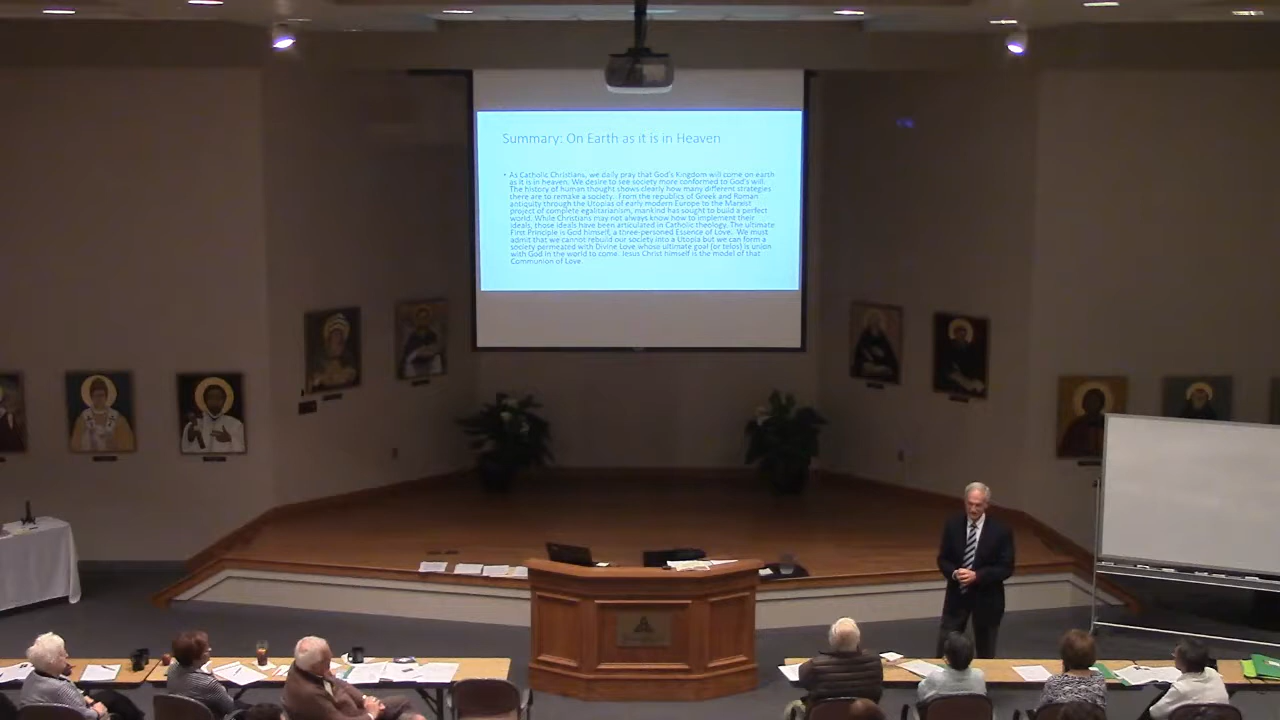 Summary: On Earth as it is in Heaven
• As Catholic Christians, we daily pray that God's Kingdom will come on earth
as it is in heaven. We desire to see society more conformed to God's will.
The history of human thought shows clearly how many different strategies
there are to remake a society. From the republics of Greek and Roman
antiquity through the Utopias of early modern Europe to the Marxist
project of complete egalitarianism, mankind has sought to build a perfect
world. While Christians may not always know how to implement their
ideals, those ideals have been articulated in Catholic theology. The ultimate
First Principle is God himself, a three-personed Essence of Love. We must
admit that we cannot rebuild our society into a Utopia but we can form a
society permeated with Divine Love whose ultimate goal (or telos) is union
with God in the world to come. Jesus Christ himself is the model of that
Communion of Love